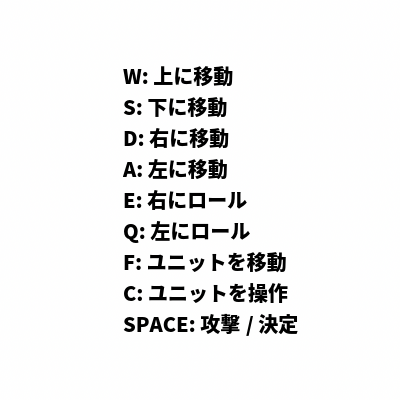 W: 上に移動
S: 下に移動
D: 右に移動
A: 左に移動
E: 右にロール
Q: 左にロール
F: ユニットを移動
C: ユニットを操作
SPACE: 攻撃 / 決定